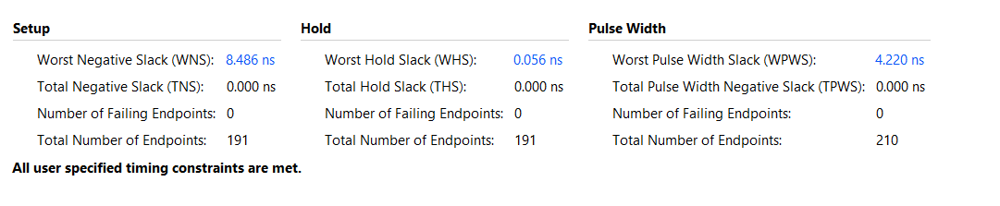 Setup
Worst Negative Slack (WNS): 8.486 ns
Total Negative Slack (TNS): 0.000 ns
Number of Failing Endpoints: 0
Total Number of Endpoints: 191
Hold
Worst Hold Slack (WHS): 0.056 ns
Total Hold Slack (THS): 0.000 ns
Number of Failing Endpoints: 0
Total Number of Endpoints: 191
Pulse Width
Worst Pulse Width Slack (WPWS): 4.220 ns
Total Pulse Width Negative Slack (TPWS): 0.000 ns
Number of Failing Endpoints: 0
Total Number of Endpoints: 210
All user specified timing constraints are met.